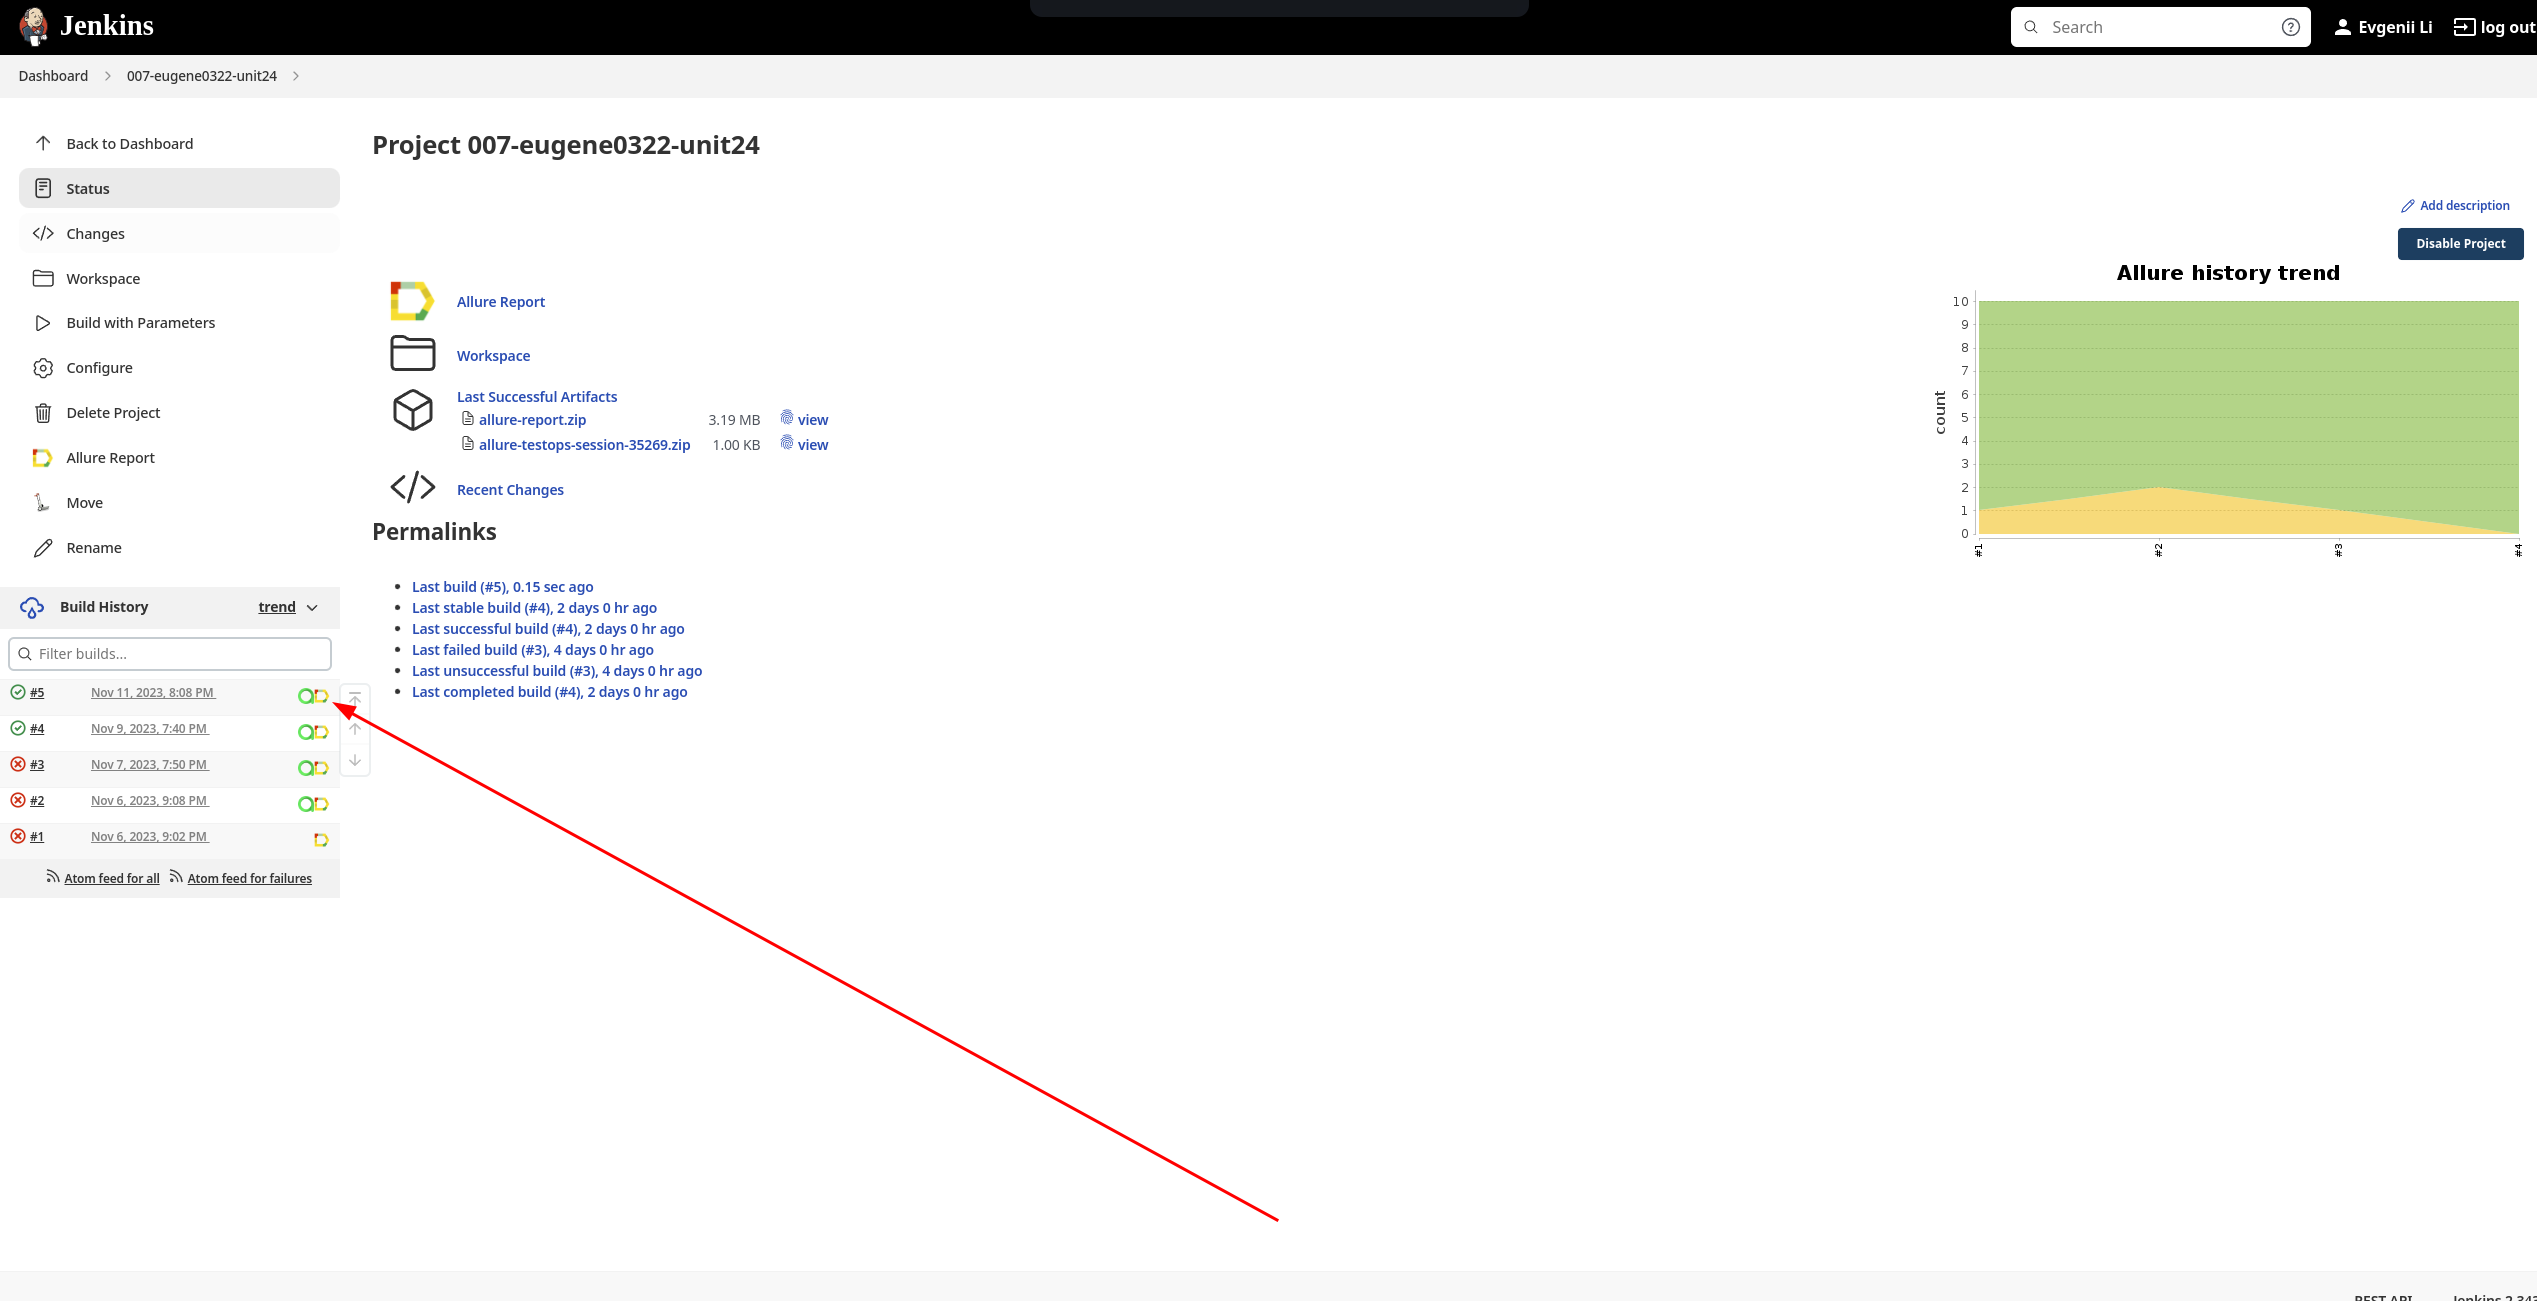 Jenkins
Search
Evgenii Li
log out
Dashboard
007-eugene0322-unit24
Back to Dashboard
Status
Changes
Workspace
Build with Parameters
Configure
Delete Project
Allure Report
Move
Rename
Build History
trend
Filter builds...
#5 Nov 11, 2023, 8:08 PM
#4 Nov 9, 2023, 7:40 PM
#3 Nov 7, 2023, 7:50 PM
#2 Nov 6, 2023, 9:08 PM
#1 Nov 6, 2023, 9:02 PM
Atom feed for all Atom feed for failures
Project 007-eugene0322-unit24
Add description
Disable Project
Allure Report
Workspace
Last Successful Artifacts
allure-report.zip 3.19 MB view
allure-testops-session-35269.zip 1.00 KB view
Recent Changes
Permalinks
Last build (#5), 0.15 sec ago
Last stable build (#4), 2 days 0 hr ago
Last successful build (#4), 2 days 0 hr ago
Last failed build (#3), 4 days 0 hr ago
Last unsuccessful build (#3), 4 days 0 hr ago
Last completed build (#4), 2 days 0 hr ago
Allure history trend
count
10
9
8
7
6
5
4
3
2
1
0
#1
#2
#3
#4
REST API
Jenkins